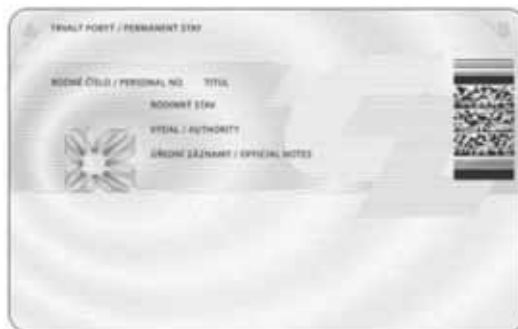 TRVALÝ POBYT / PERMANENT STAY
RODNÉ ČÍSLO / PERSONAL NO. TITUL
RODINNÝ STAV
VYDAL / AUTHORITY
ÚŘEDNÍ ZÁZNAMY / OFFICIAL NOTES